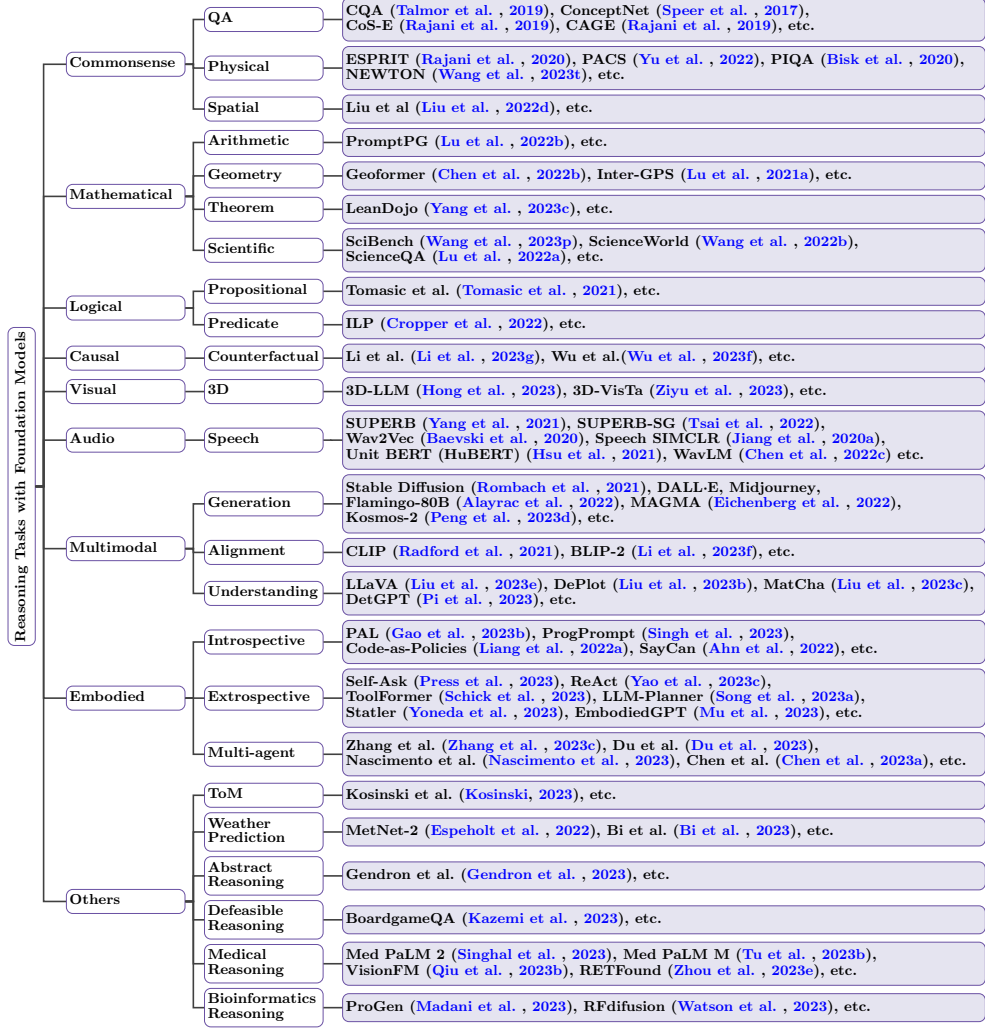 Reasoning Tasks with Foundation Models
Commonsense
QA
CQA (Talmor et al. , 2019), ConceptNet (Speer et al. , 2017)
CoS-E (Rajani et al. , 2019), CAGE (Rajani et al. , 2019), etc.
Physical
ESPRIT (Rajani et al. , 2020), PACS (Yu et al. , 2022), PIQA (Bisk et al. , 2020),
NEWTON (Wang et al. , 2023t), etc.
Spatial
Liu et al (Liu et al. , 2022d), etc.
Mathematical
Arithmetic
PromptPG (Lu et al. , 2022b), etc.
Geometry
Geoformer (Chen et al. , 2022b), Inter-GPS (Lu et al. , 2021a), etc.
Theorem
LeanDojo (Yang et al. , 2023c), etc.
Scientific
SciBench (Wang et al. , 2023p), ScienceWorld (Wang et al. , 2022b),
ScienceQA (Lu et al. , 2022a), etc.
Logical
Propositional
Tomasic et al. (Tomasic et al. , 2021), etc.
Predicate
ILP (Cropper et al. , 2022), etc.
Causal
Counterfactual
Li et al. (Li et al. , 2023g), Wu et al.(Wu et al. , 2023f), etc.
Visual
3D
3D-LLM (Hong et al. , 2023), 3D-VisTa (Ziyu et al. , 2023), etc.
Audio
Speech
SUPERB (Yang et al. , 2021), SUPERB-SG (Tsai et al. , 2022),
Wav2Vec (Baevski et al. , 2020), Speech SIMCLR (Jiang et al. , 2020a),
Unit BERT (HuBERT) (Hsu et al. , 2021), WavLM (Chen et al. , 2022c) etc.
Multimodal
Generation
Stable Diffusion (Rombach et al. , 2021), DALL·E, Midjourney,
Flamingo-80B (Alayrac et al. , 2022), MAGMA (Eichenberg et al. , 2022),
Kosmos-2 (Peng et al. , 2023d), etc.
Alignment
CLIP (Radford et al. , 2021), BLIP-2 (Li et al. , 2023f), etc.
Understanding
LLaVA (Liu et al. , 2023e), DePlot (Liu et al. , 2023b), MatCha (Liu et al. , 2023c),
DetGPT (Pi et al. , 2023), etc.
Embodied
Introspective
PAL (Gao et al. , 2023b), ProgPrompt (Singh et al. , 2023),
Code-as-Policies (Liang et al. , 2022a), SayCan (Ahn et al. , 2022), etc.
Extrospective
Self-Ask (Press et al. , 2023), ReAct (Yao et al. , 2023c),
ToolFormer (Schick et al. , 2023), LLM-Planner (Song et al. , 2023a),
Statler (Yoneda et al. , 2023), EmbodiedGPT (Mu et al. , 2023), etc.
Multi-agent
Zhang et al. (Zhang et al. , 2023c), Du et al. (Du et al. , 2023),
Nascimento et al. (Nascimento et al. , 2023), Chen et al. (Chen et al. , 2023a), etc.
Others
ToM
Kosinski et al. (Kosinski, 2023), etc.
Weather
Prediction
MetNet-2 (Espeholt et al. , 2022), Bi et al. (Bi et al. , 2023), etc.
Abstract
Reasoning
Gendron et al. (Gendron et al. , 2023), etc.
Defeasible
Reasoning
BoardgameQA (Kazemi et al. , 2023), etc.
Medical
Reasoning
Med PaLM 2 (Singhal et al. , 2023), Med PaLM M (Tu et al. , 2023b),
VisionFM (Qiu et al. , 2023b), RETFound (Zhou et al. , 2023e), etc.
Bioinformatics
Reasoning
ProGen (Madani et al. , 2023), RFdifusion (Watson et al. , 2023), etc.